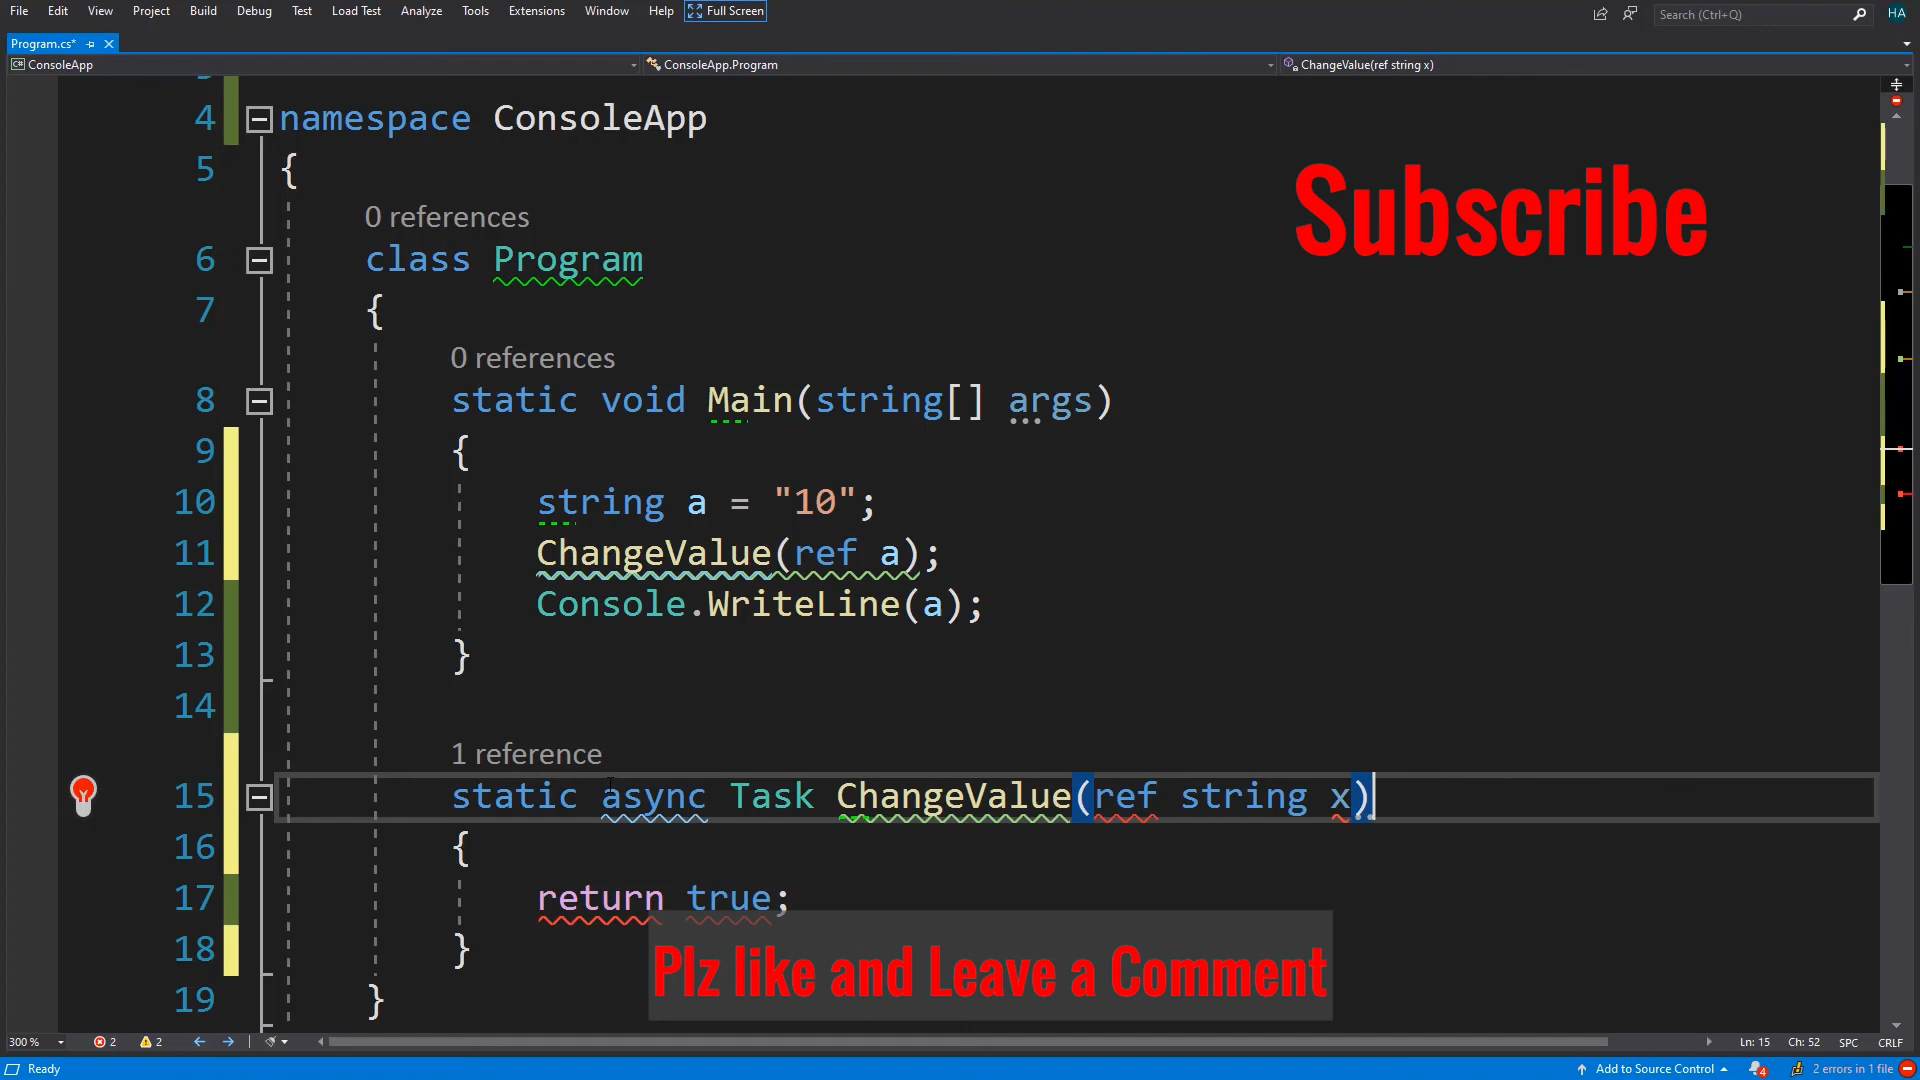 File Edit View Project Build Debug Test Load Test Analyze Tools Extensions Window Help Full Screen Search (Ctrl+Q) HA
Program.cs*
C# ConsoleApp ConsoleApp.Program ChangeValue(ref string x)
4 namespace ConsoleApp
5 {
0 references
6 class Program
7 {
0 references
8 static void Main(string[] args)
9 {
10 string a = "10";
11 ChangeValue(ref a);
12 Console.WriteLine(a);
13 }
14
1 reference
15 static async Task ChangeValue(ref string x)
16 {
17 return true;
18 }
19 }
Subscribe
Plz like and Leave a Comment
300 % 2 2 Ln: 15 Ch: 52 SPC CRLF
Ready Add to Source Control 4 2 errors in 1 file